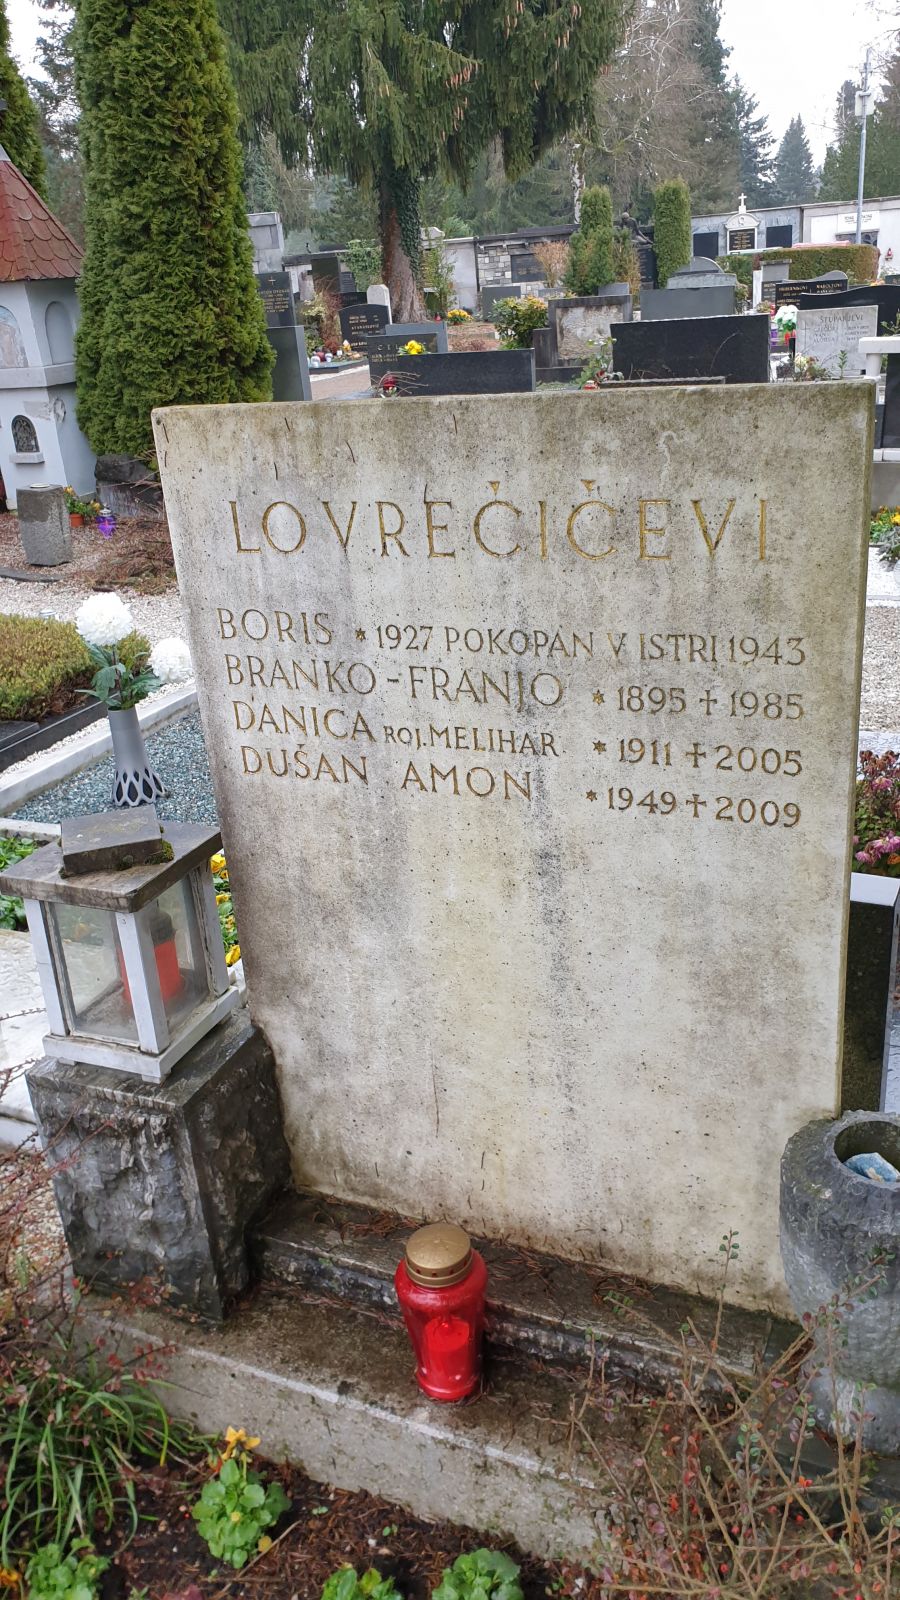 LOVREČIČEVI
BORIS * 1927 POKOPAN V ISTRI 1943
BRANKO-FRANJO * 1895 + 1985
DANICA ROJ. MELIHAR * 1911 + 2005
DUŠAN AMON * 1949 + 2009
STUPARJEVI